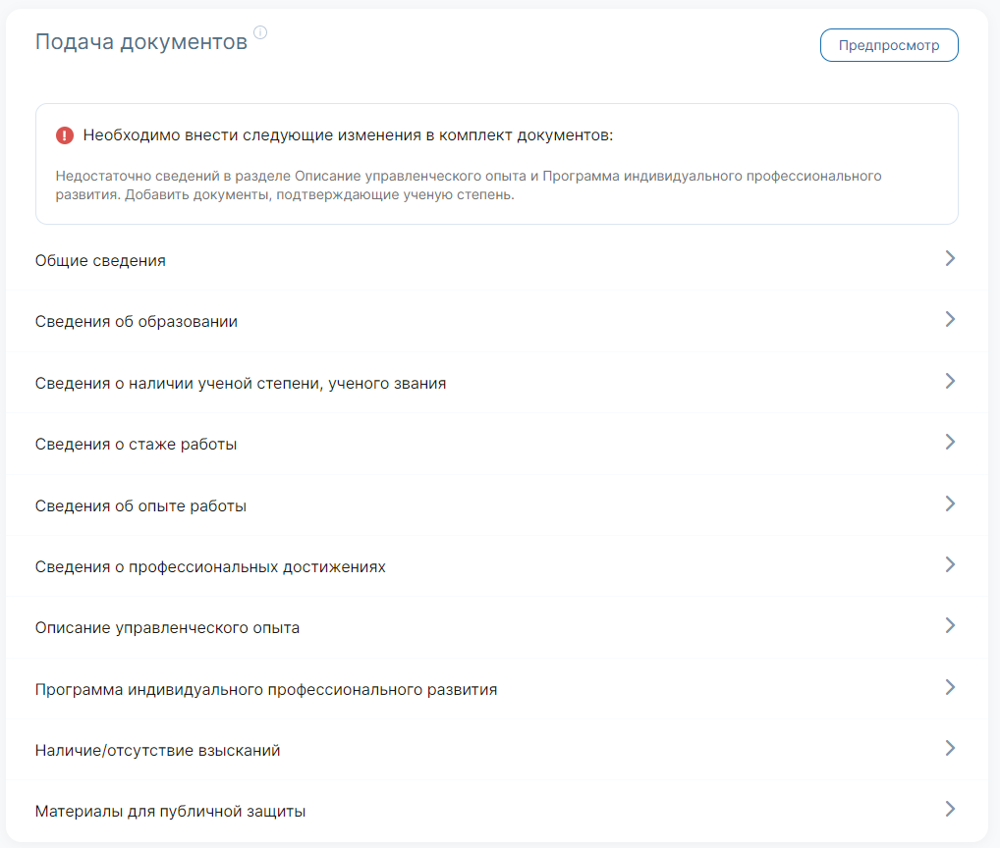 Подача документов
Предпросмотр
Необходимо внести следующие изменения в комплект документов:
Недостаточно сведений в разделе Описание управленческого опыта и Программа индивидуального профессионального
развития. Добавить документы, подтверждающие ученую степень.
Общие сведения
Сведения об образовании
Сведения о наличии ученой степени, ученого звания
Сведения о стаже работы
Сведения об опыте работы
Сведения о профессиональных достижениях
Описание управленческого опыта
Программа индивидуального профессионального развития
Наличие/отсутствие взысканий
Материалы для публичной защиты